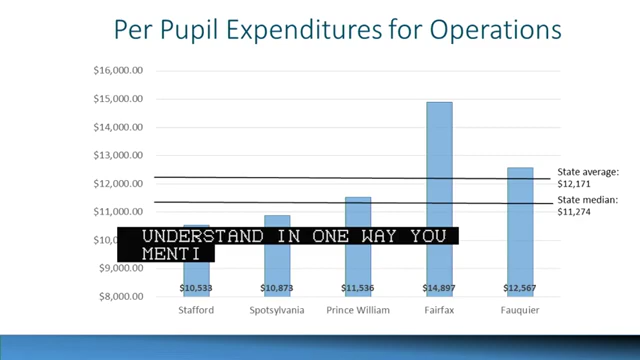 Per Pupil Expenditures for Operations
$16,000.00
$15,000.00
$14,000.00
$13,000.00
$12,000.00
$11,000.00
$10,0
$9,000.00
$8,000.00
State average:
$12,171
State median:
$11,274
UNDERSTAND IN ONE WAY YOU
MENTI
$10,533 $10,873 $11,536 $14,897 $12,567
Stafford Spotsylvania Prince William Fairfax Fauquier